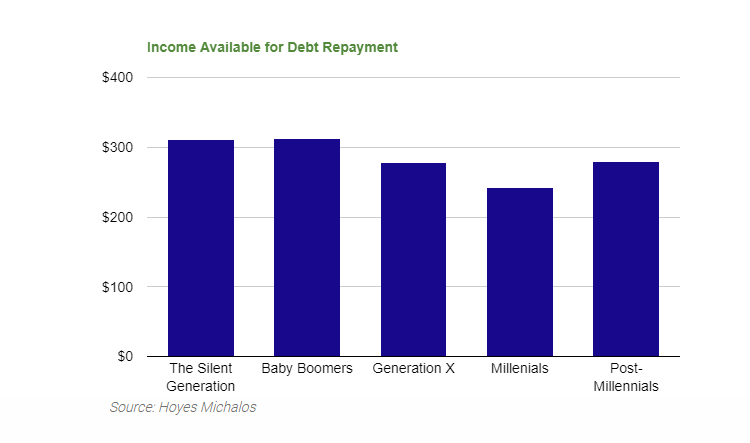 Income Available for Debt Repayment
$400
$300
$200
$100
$0
The Silent Generation
Baby Boomers
Generation X
Millenials
Post-Millennials
Source: Hoyes Michalos